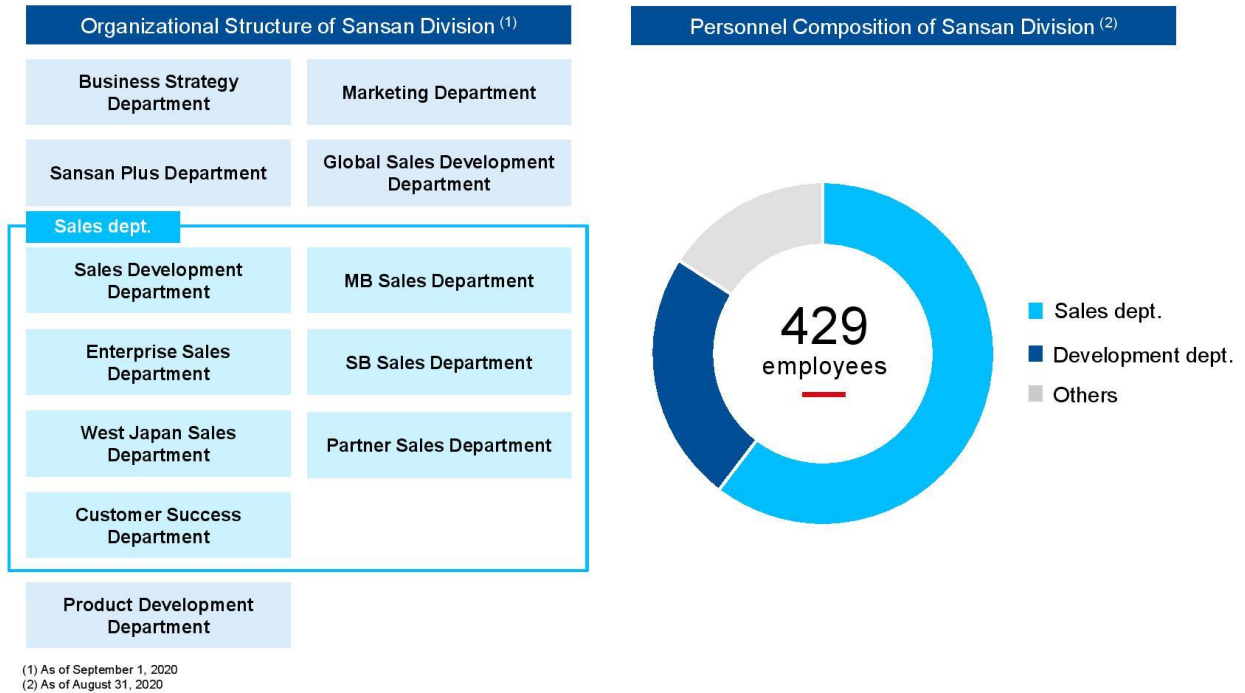 Organizational Structure of Sansan Division (1)
Business Strategy
Department
Marketing Department
Sansan Plus Department
Global Sales Development
Department
Sales dept.
Sales Development
Department
MB Sales Department
Enterprise Sales
Department
SB Sales Department
West Japan Sales
Department
Partner Sales Department
Customer Success
Department
Product Development
Department
(1) As of September 1, 2020
(2) As of August 31, 2020
Personnel Composition of Sansan Division (2)
429
employees
Sales dept.
Development dept.
Others